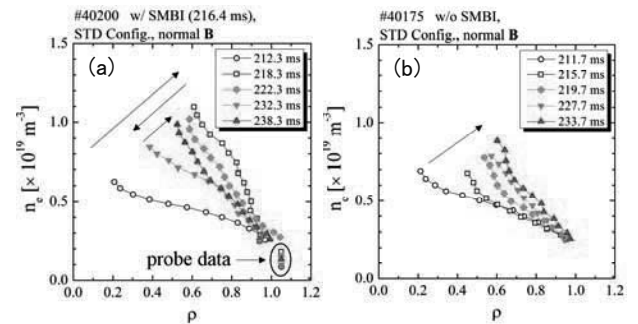 #40200 w/ SMBI (216.4 ms),
STD Config., normal B
(a)
212.3 ms
218.3 ms
222.3 ms
232.3 ms
238.3 ms
probe data
n_e [× 10^19 m^-3]
1.5
1.0
0.5
0.0
0.0 0.2 0.4 0.6 0.8 1.0 1.2
ρ
#40175 w/o SMBI,
STD Config., normal B
(b)
211.7 ms
215.7 ms
219.7 ms
227.7 ms
233.7 ms
n_e [× 10^19 m^-3]
1.5
1.0
0.5
0.0
0.0 0.2 0.4 0.6 0.8 1.0 1.2
ρ